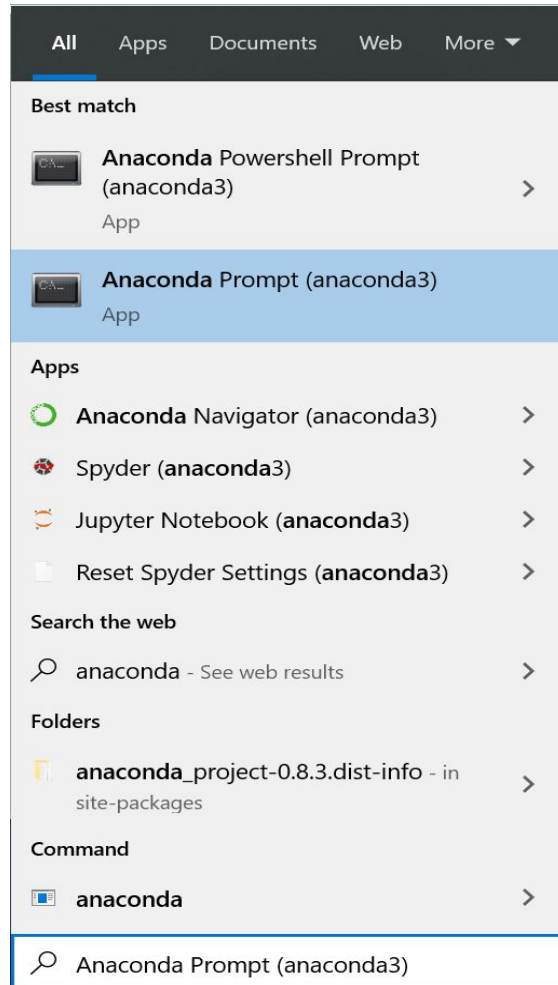 All Apps Documents Web More
Best match
Anaconda Powershell Prompt
(anaconda3)
App
Anaconda Prompt (anaconda3)
App
Apps
Anaconda Navigator (anaconda3)
Spyder (anaconda3)
Jupyter Notebook (anaconda3)
Reset Spyder Settings (anaconda3)
Search the web
anaconda - See web results
Folders
anaconda_project-0.8.3.dist-info - in
site-packages
Command
anaconda
Anaconda Prompt (anaconda3)